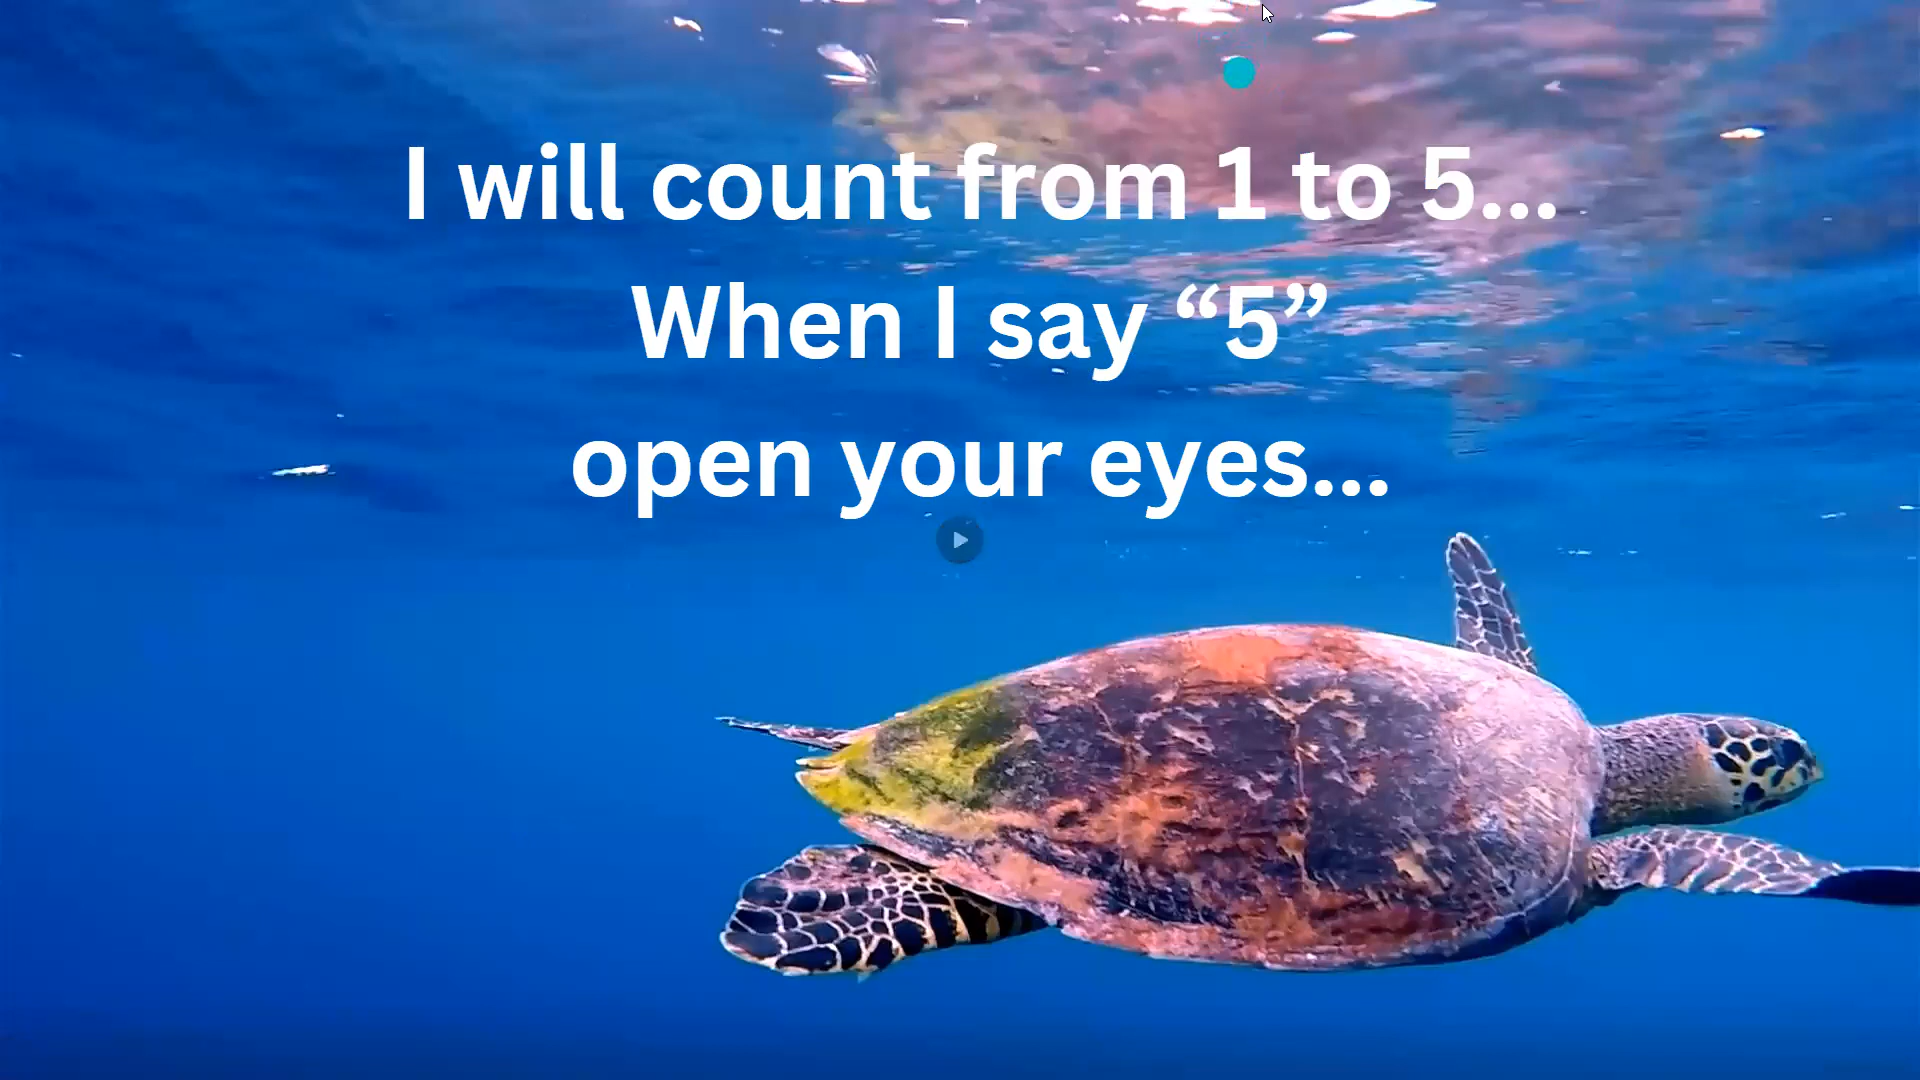 I will count from 1 to 5...
When I say “5”
open your eyes...